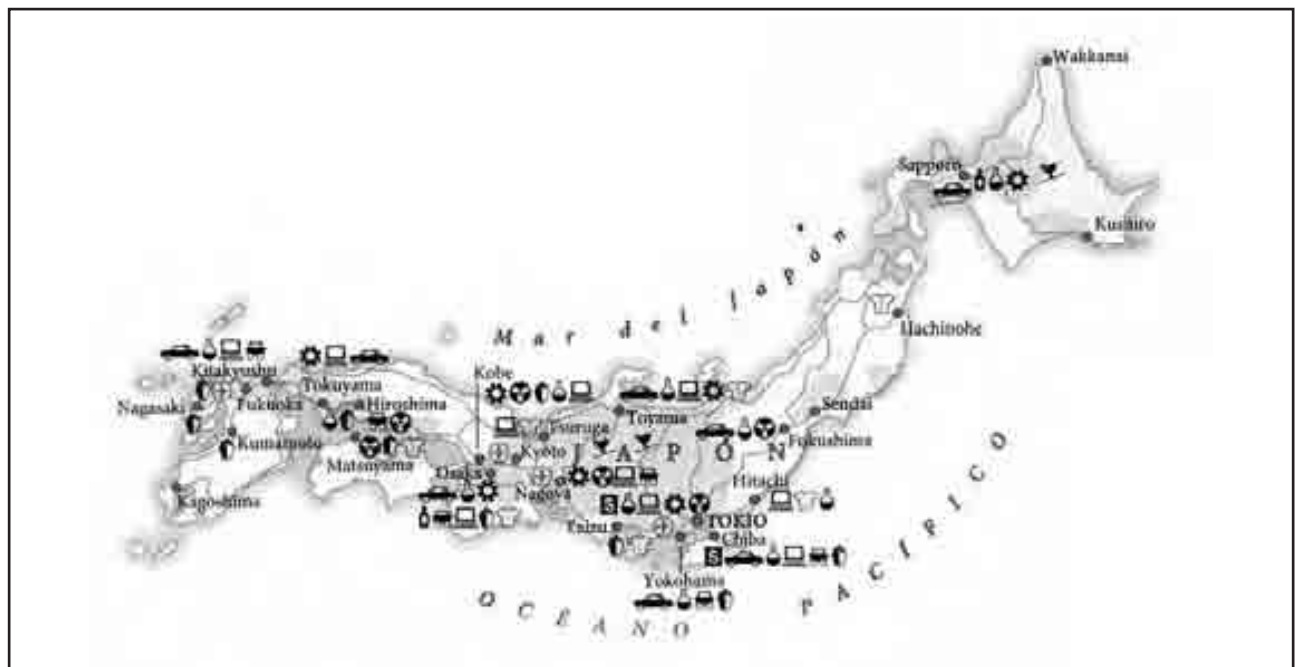 Wakkanai
Sapporo
Kushiro
Mar del Japón
Hachinohe
Kitakyushu
Kobe
Tokuyama
Nagasaki
Fukuoka
Hiroshima
Toyama
Sendai
Kumamoto
Tsuruga
Fukushima
JAPÓN
Matsuyama
Osaka
Kyoto
Nagoya
Hitachi
Kagoshima
S
TOKIO
Chiba
S
Yokohama
OCÉANO PACÍFICO